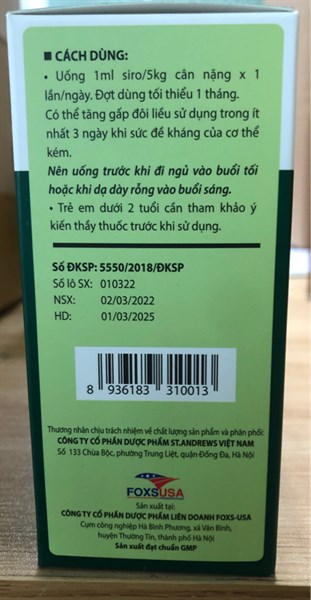 ■ CÁCH DÙNG:
• Uống 1ml siro/5kg cân nặng x 1
lần/ngày. Đợt dùng tối thiểu 1 tháng.
Có thể tăng gấp đôi liều sử dụng trong ít
nhất 3 ngày khi sức đề kháng của cơ thể
kém.
Nên uống trước khi đi ngủ vào buổi tối
hoặc khi dạ dày rỗng vào buổi sáng.
• Trẻ em dưới 2 tuổi cần tham khảo ý
kiến thầy thuốc trước khi sử dụng.
Số ĐKSP: 5550/2018/ĐKSP
Số lô SX: 010322
NSX: 02/03/2022
HD: 01/03/2025
8 936183 310013
Thương nhân chịu trách nhiệm về chất lượng sản phẩm và phân phối:
CÔNG TY CỔ PHẦN DƯỢC PHẨM ST.ANDREWS VIỆT NAM
Số 133 Chùa Bộc, phường Trung Liệt, quận Đống Đa, Hà Nội
FOXSUSA
Sản xuất tại:
CÔNG TY CỔ PHẦN DƯỢC PHẨM LIÊN DOANH FOXS-USA
Cụm công nghiệp Hà Bình Phương, xã Văn Bình,
huyện Thường Tín, thành phố Hà Nội
Sản xuất đạt chuẩn GMP